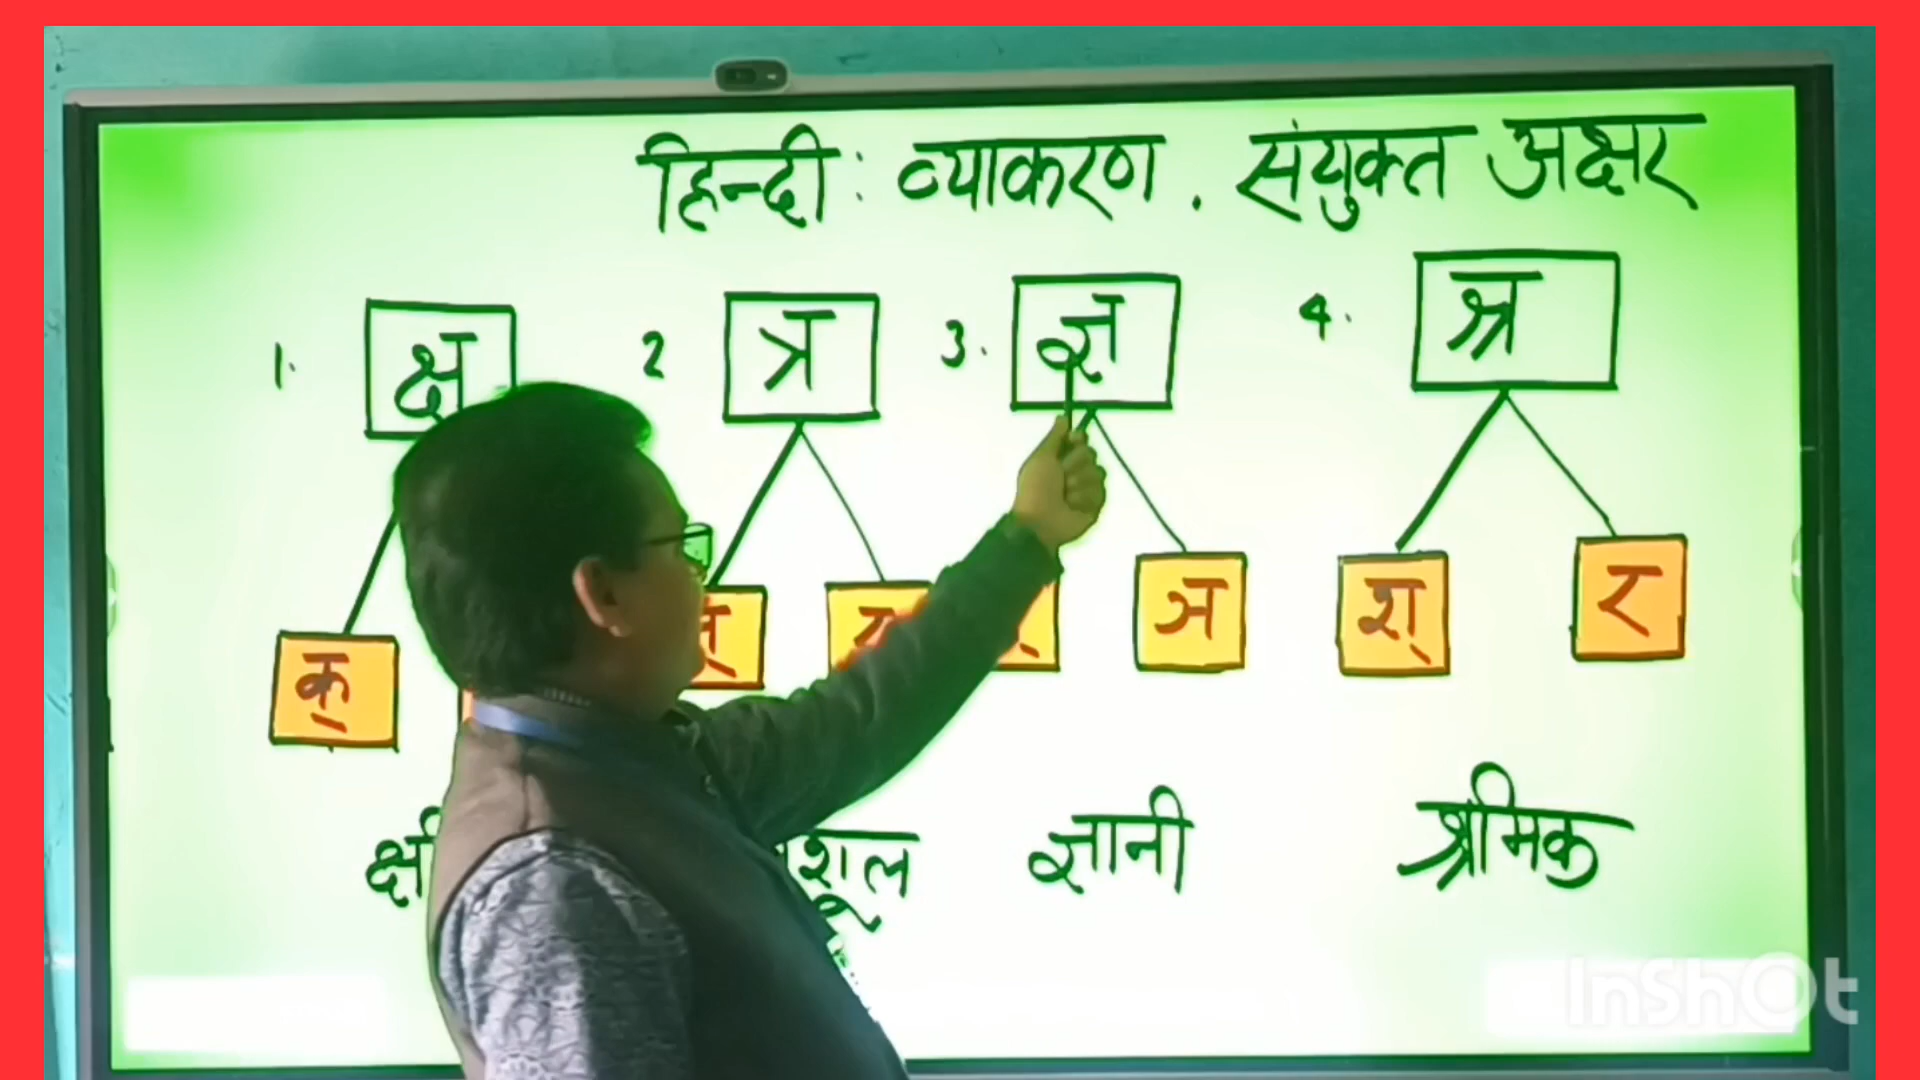 हिन्दी : व्याकरण . संयुक्त अक्षर
1. क्ष 2 त्र 3. ज्ञ 4. श्र
क् ञ श् र
ज्ञानी श्रमिक
InShOt